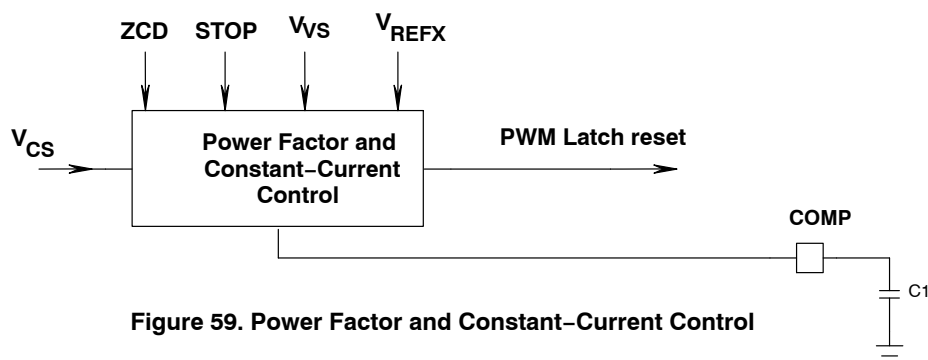 ZCD STOP VVS VREFX
VCS
Power Factor and
Constant−Current
Control
PWM Latch reset
COMP
C1
Figure 59. Power Factor and Constant−Current Control